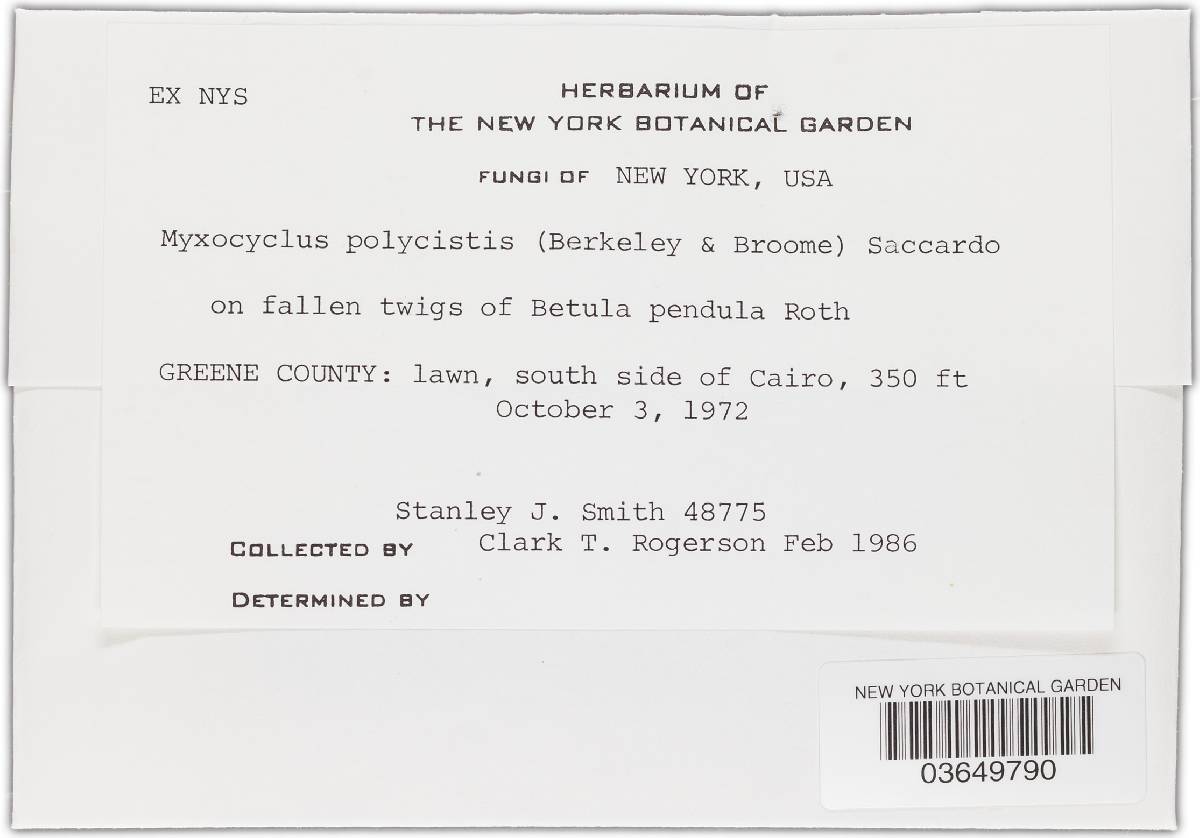 EX NYS
HERBARIUM OF
THE NEW YORK BOTANICAL GARDEN
FUNGI OF NEW YORK, USA
Myxocyclus polycistis (Berkeley & Broome) Saccardo
on fallen twigs of Betula pendula Roth
GREENE COUNTY: lawn, south side of Cairo, 350 ft
October 3, 1972
Stanley J. Smith 48775
COLLECTED BY Clark T. Rogerson Feb 1986
DETERMINED BY
NEW YORK BOTANICAL GARDEN
03649790